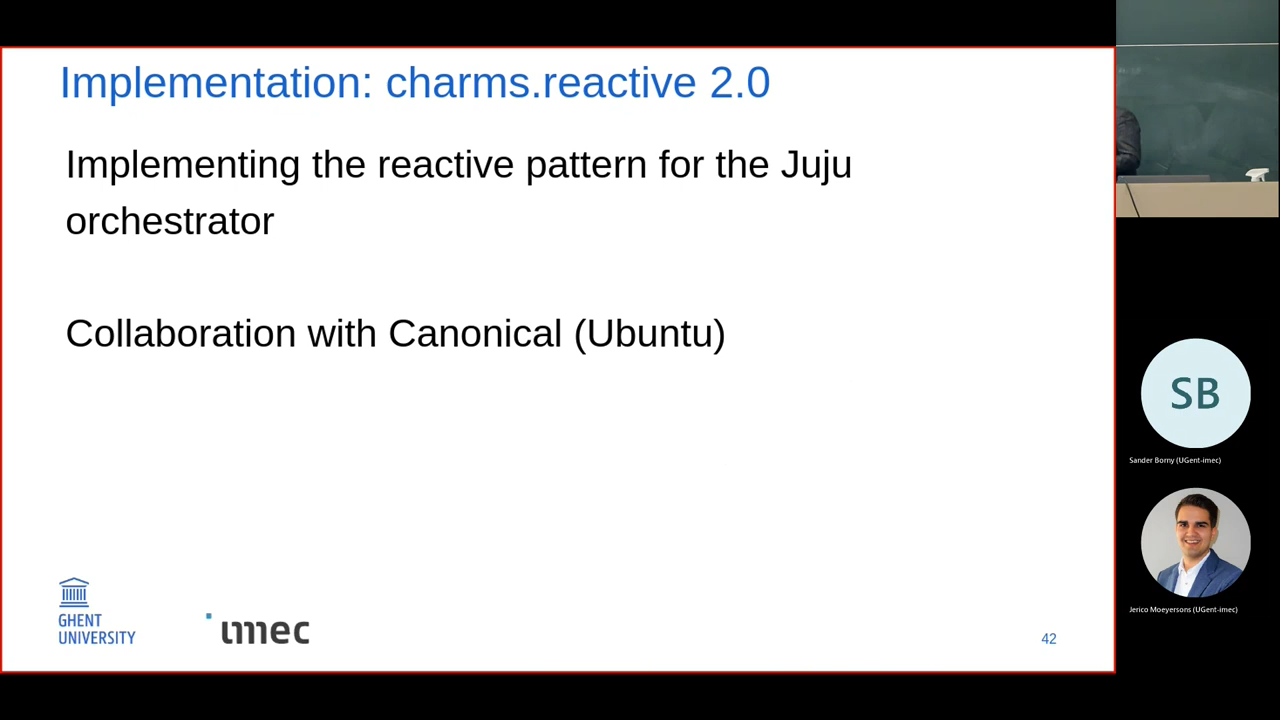 Implementation: charms.reactive 2.0
Implementing the reactive pattern for the Juju
orchestrator
Collaboration with Canonical (Ubuntu)
GHENT
UNIVERSITY
imec
42
SB
Sander Borny (UGent-imec)
Jerico Moeyersons (UGent-imec)